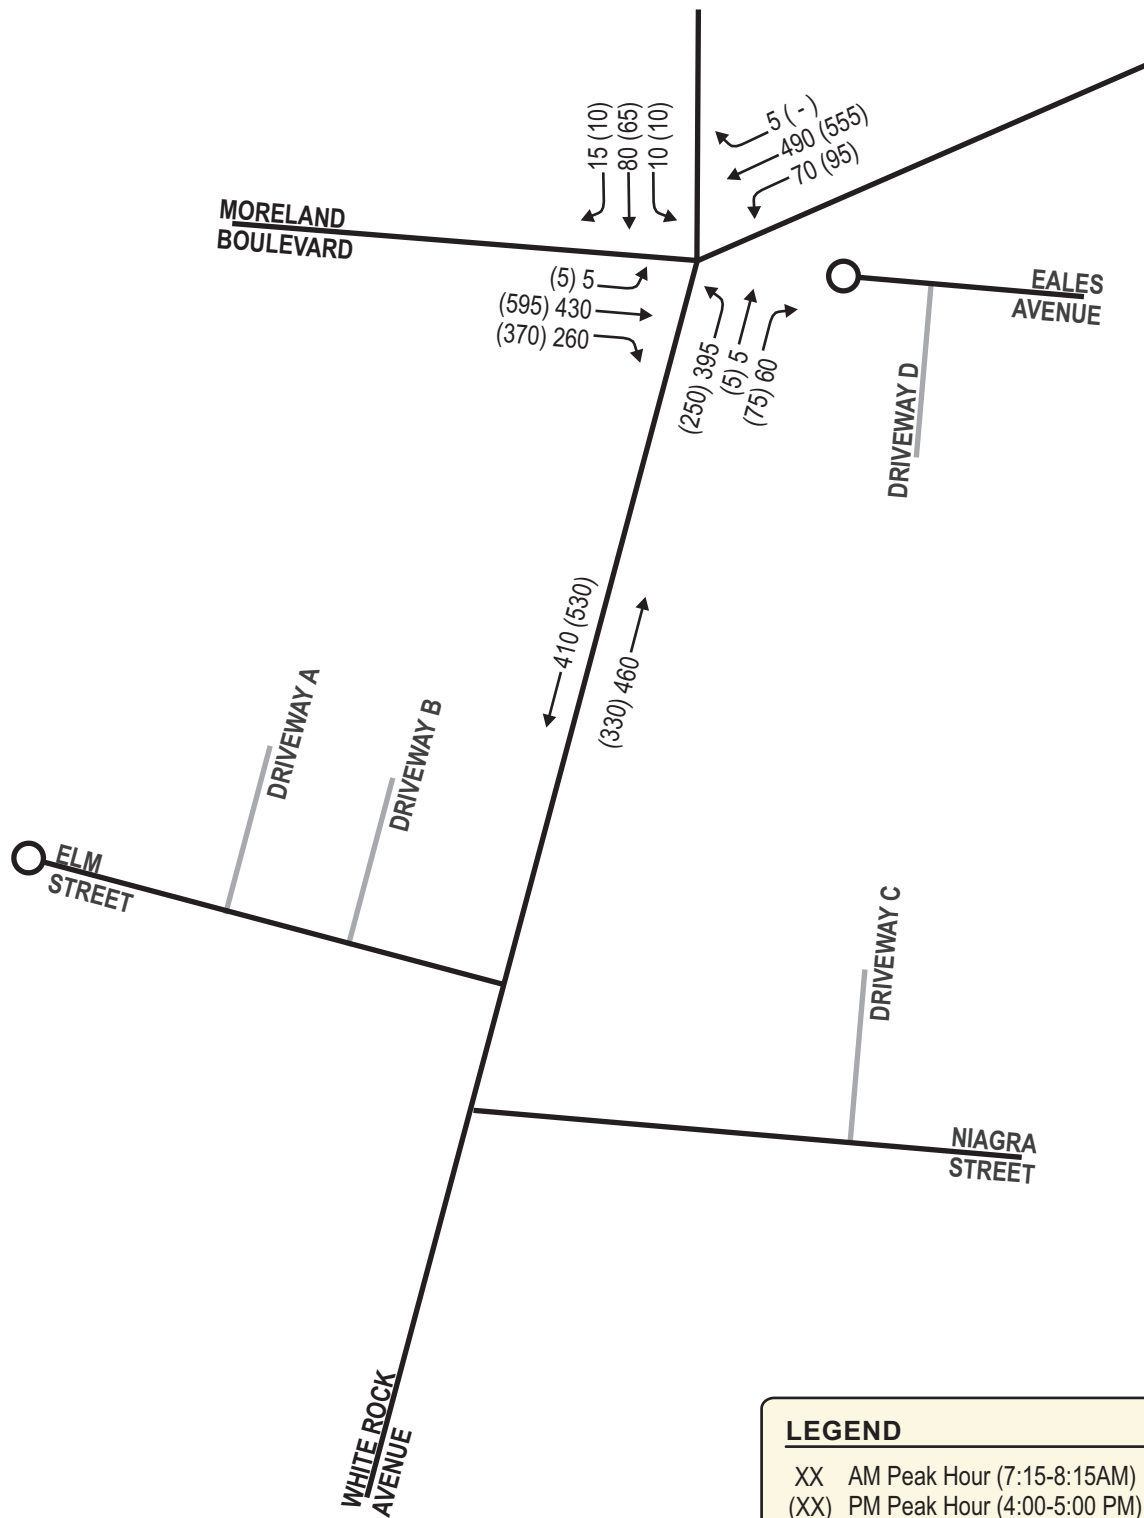 15 (10)
80 (65)
10 (10)
5 ( - )
490 (555)
70 (95)
MORELAND
BOULEVARD
(5) 5
(595) 430
(370) 260
(250) 395
(5) 5
(75) 60
EALES
AVENUE
DRIVEWAY D
410 (530)
(330) 460
DRIVEWAY A
DRIVEWAY B
ELM
STREET
DRIVEWAY C
NIAGRA
STREET
WHITE ROCK
AVENUE
LEGEND
XX AM Peak Hour (7:15-8:15AM)
(XX) PM Peak Hour (4:00-5:00 PM)